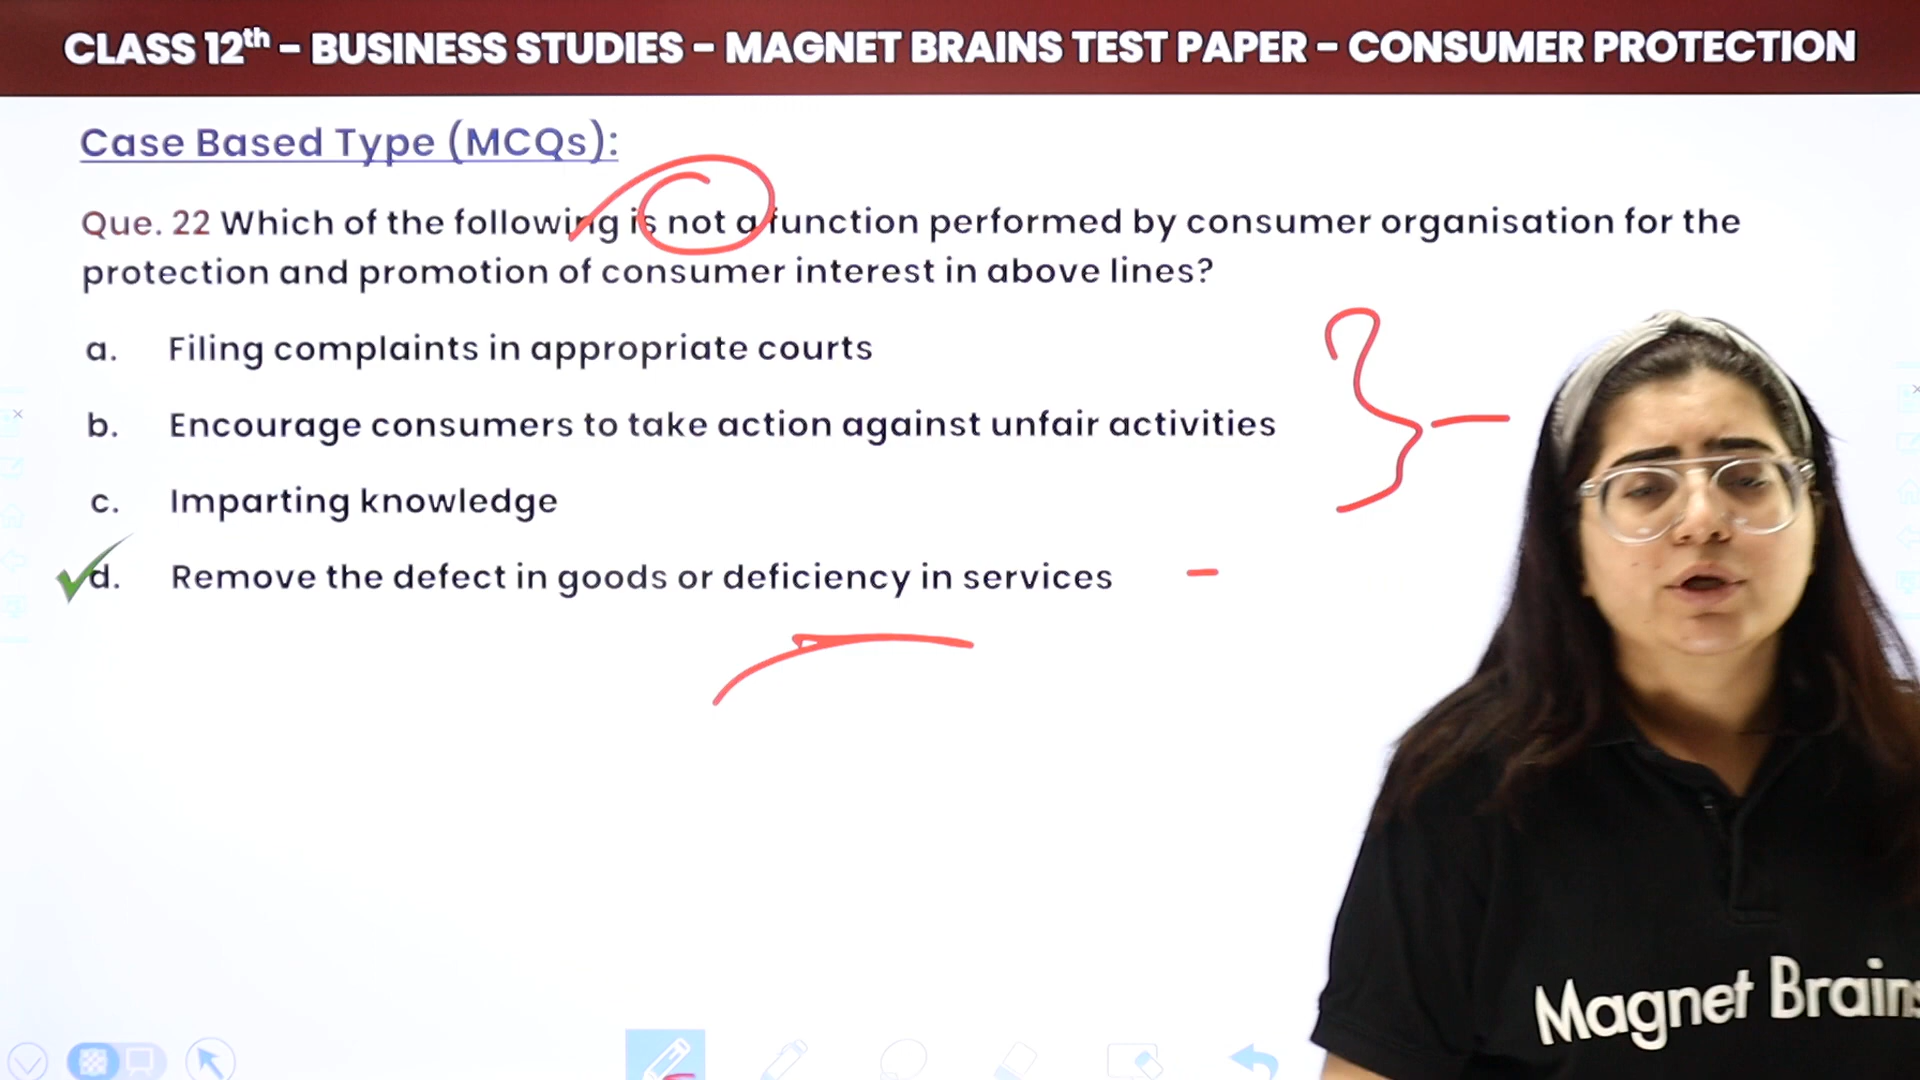 CLASS 12th – BUSINESS STUDIES – MAGNET BRAINS TEST PAPER – CONSUMER PROTECTION
Case Based Type (MCQs):
Que. 22 Which of the following is not a function performed by consumer organisation for the
protection and promotion of consumer interest in above lines?
a. Filing complaints in appropriate courts
b. Encourage consumers to take action against unfair activities
c. Imparting knowledge
d. Remove the defect in goods or deficiency in services
Magnet Brains